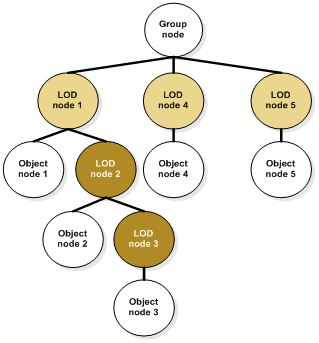 Group
node
LOD
node 1
LOD
node 4
LOD
node 5
Object
node 1
LOD
node 2
Object
node 4
Object
node 5
Object
node 2
LOD
node 3
Object
node 3